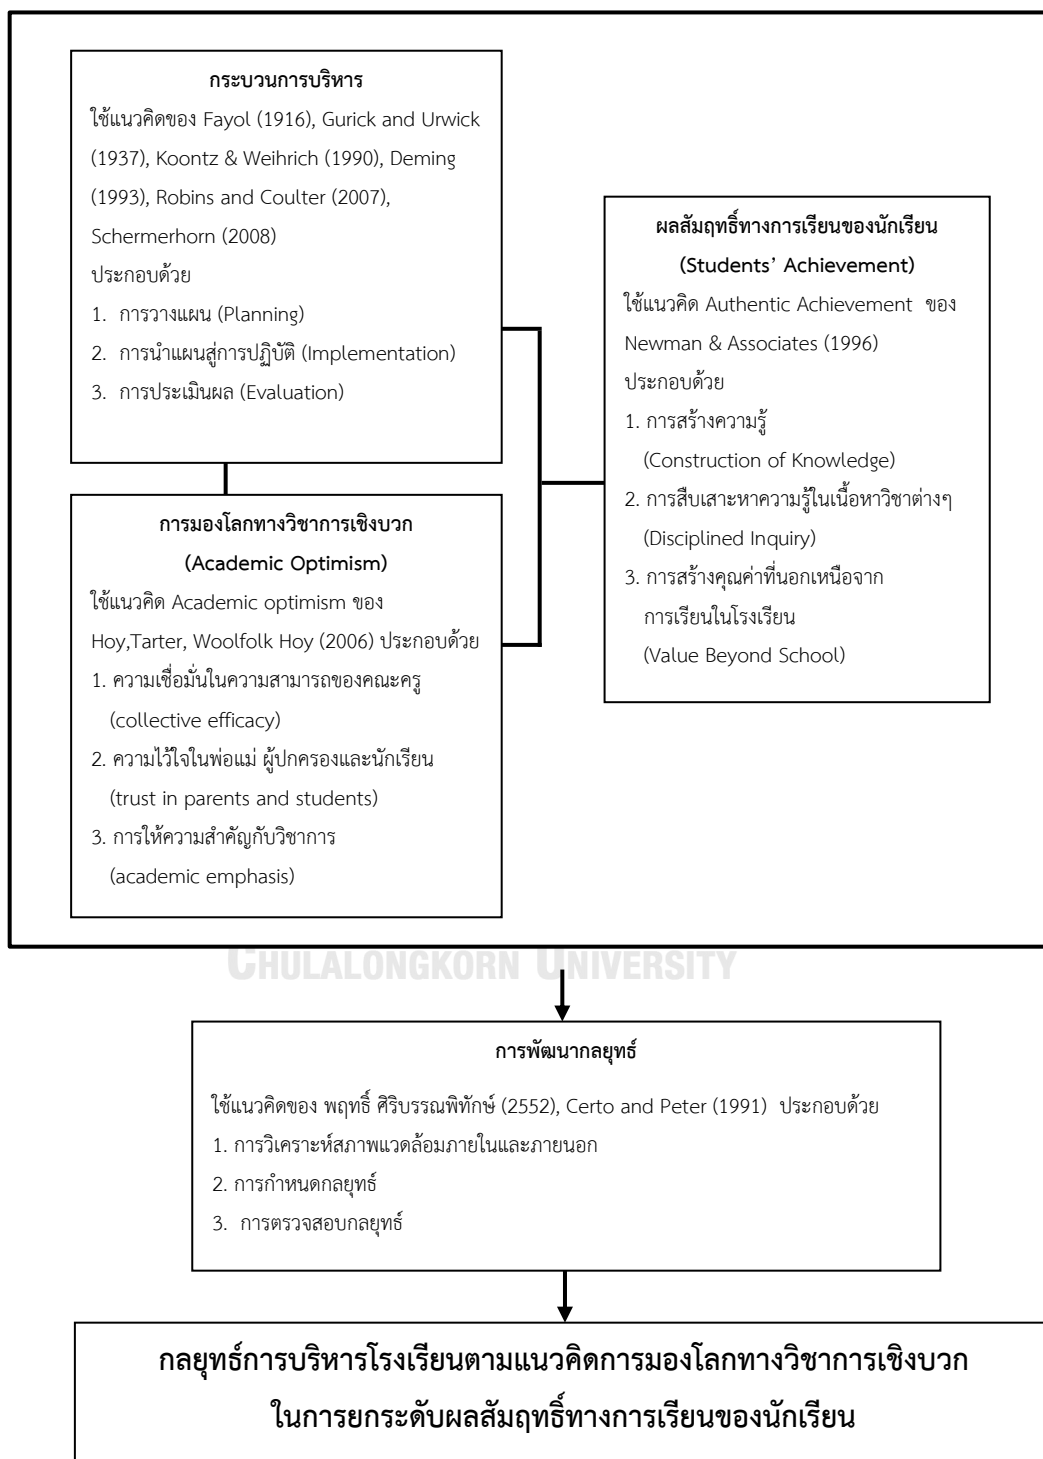 กระบวนการบริหาร
ใช้แนวคิดของ Fayol (1916), Gurick and Urwick
(1937), Koontz & Weihrich (1990), Deming
(1993), Robins and Coulter (2007),
Schermerhorn (2008)
ประกอบด้วย
1. การวางแผน (Planning)
2. การนำแผนสู่การปฏิบัติ (Implementation)
3. การประเมินผล (Evaluation)
การมองโลกทางวิชาการเชิงบวก
(Academic Optimism)
ใช้แนวคิด Academic optimism ของ
Hoy,Tarter, Woolfolk Hoy (2006) ประกอบด้วย
1. ความเชื่อมั่นในความสามารถของคณะครู
(collective efficacy)
2. ความไว้ใจในพ่อแม่ ผู้ปกครองและนักเรียน
(trust in parents and students)
3. การให้ความสำคัญกับวิชาการ
(academic emphasis)
ผลสัมฤทธิ์ทางการเรียนของนักเรียน
(Students’ Achievement)
ใช้แนวคิด Authentic Achievement ของ
Newman & Associates (1996)
ประกอบด้วย
1. การสร้างความรู้
(Construction of Knowledge)
2. การสืบเสาะหาความรู้ในเนื้อหาวิชาต่างๆ
(Disciplined Inquiry)
3. การสร้างคุณค่าที่นอกเหนือจาก
การเรียนในโรงเรียน
(Value Beyond School)
CHULALONGKORN UNIVERSITY
การพัฒนากลยุทธ์
ใช้แนวคิดของ พฤทธิ์ ศิริบรรณพิทักษ์ (2552), Certo and Peter (1991) ประกอบด้วย
1. การวิเคราะห์สภาพแวดล้อมภายในและภายนอก
2. การกำหนดกลยุทธ์
3. การตรวจสอบกลยุทธ์
กลยุทธ์การบริหารโรงเรียนตามแนวคิดการมองโลกทางวิชาการเชิงบวก
ในการยกระดับผลสัมฤทธิ์ทางการเรียนของนักเรียน